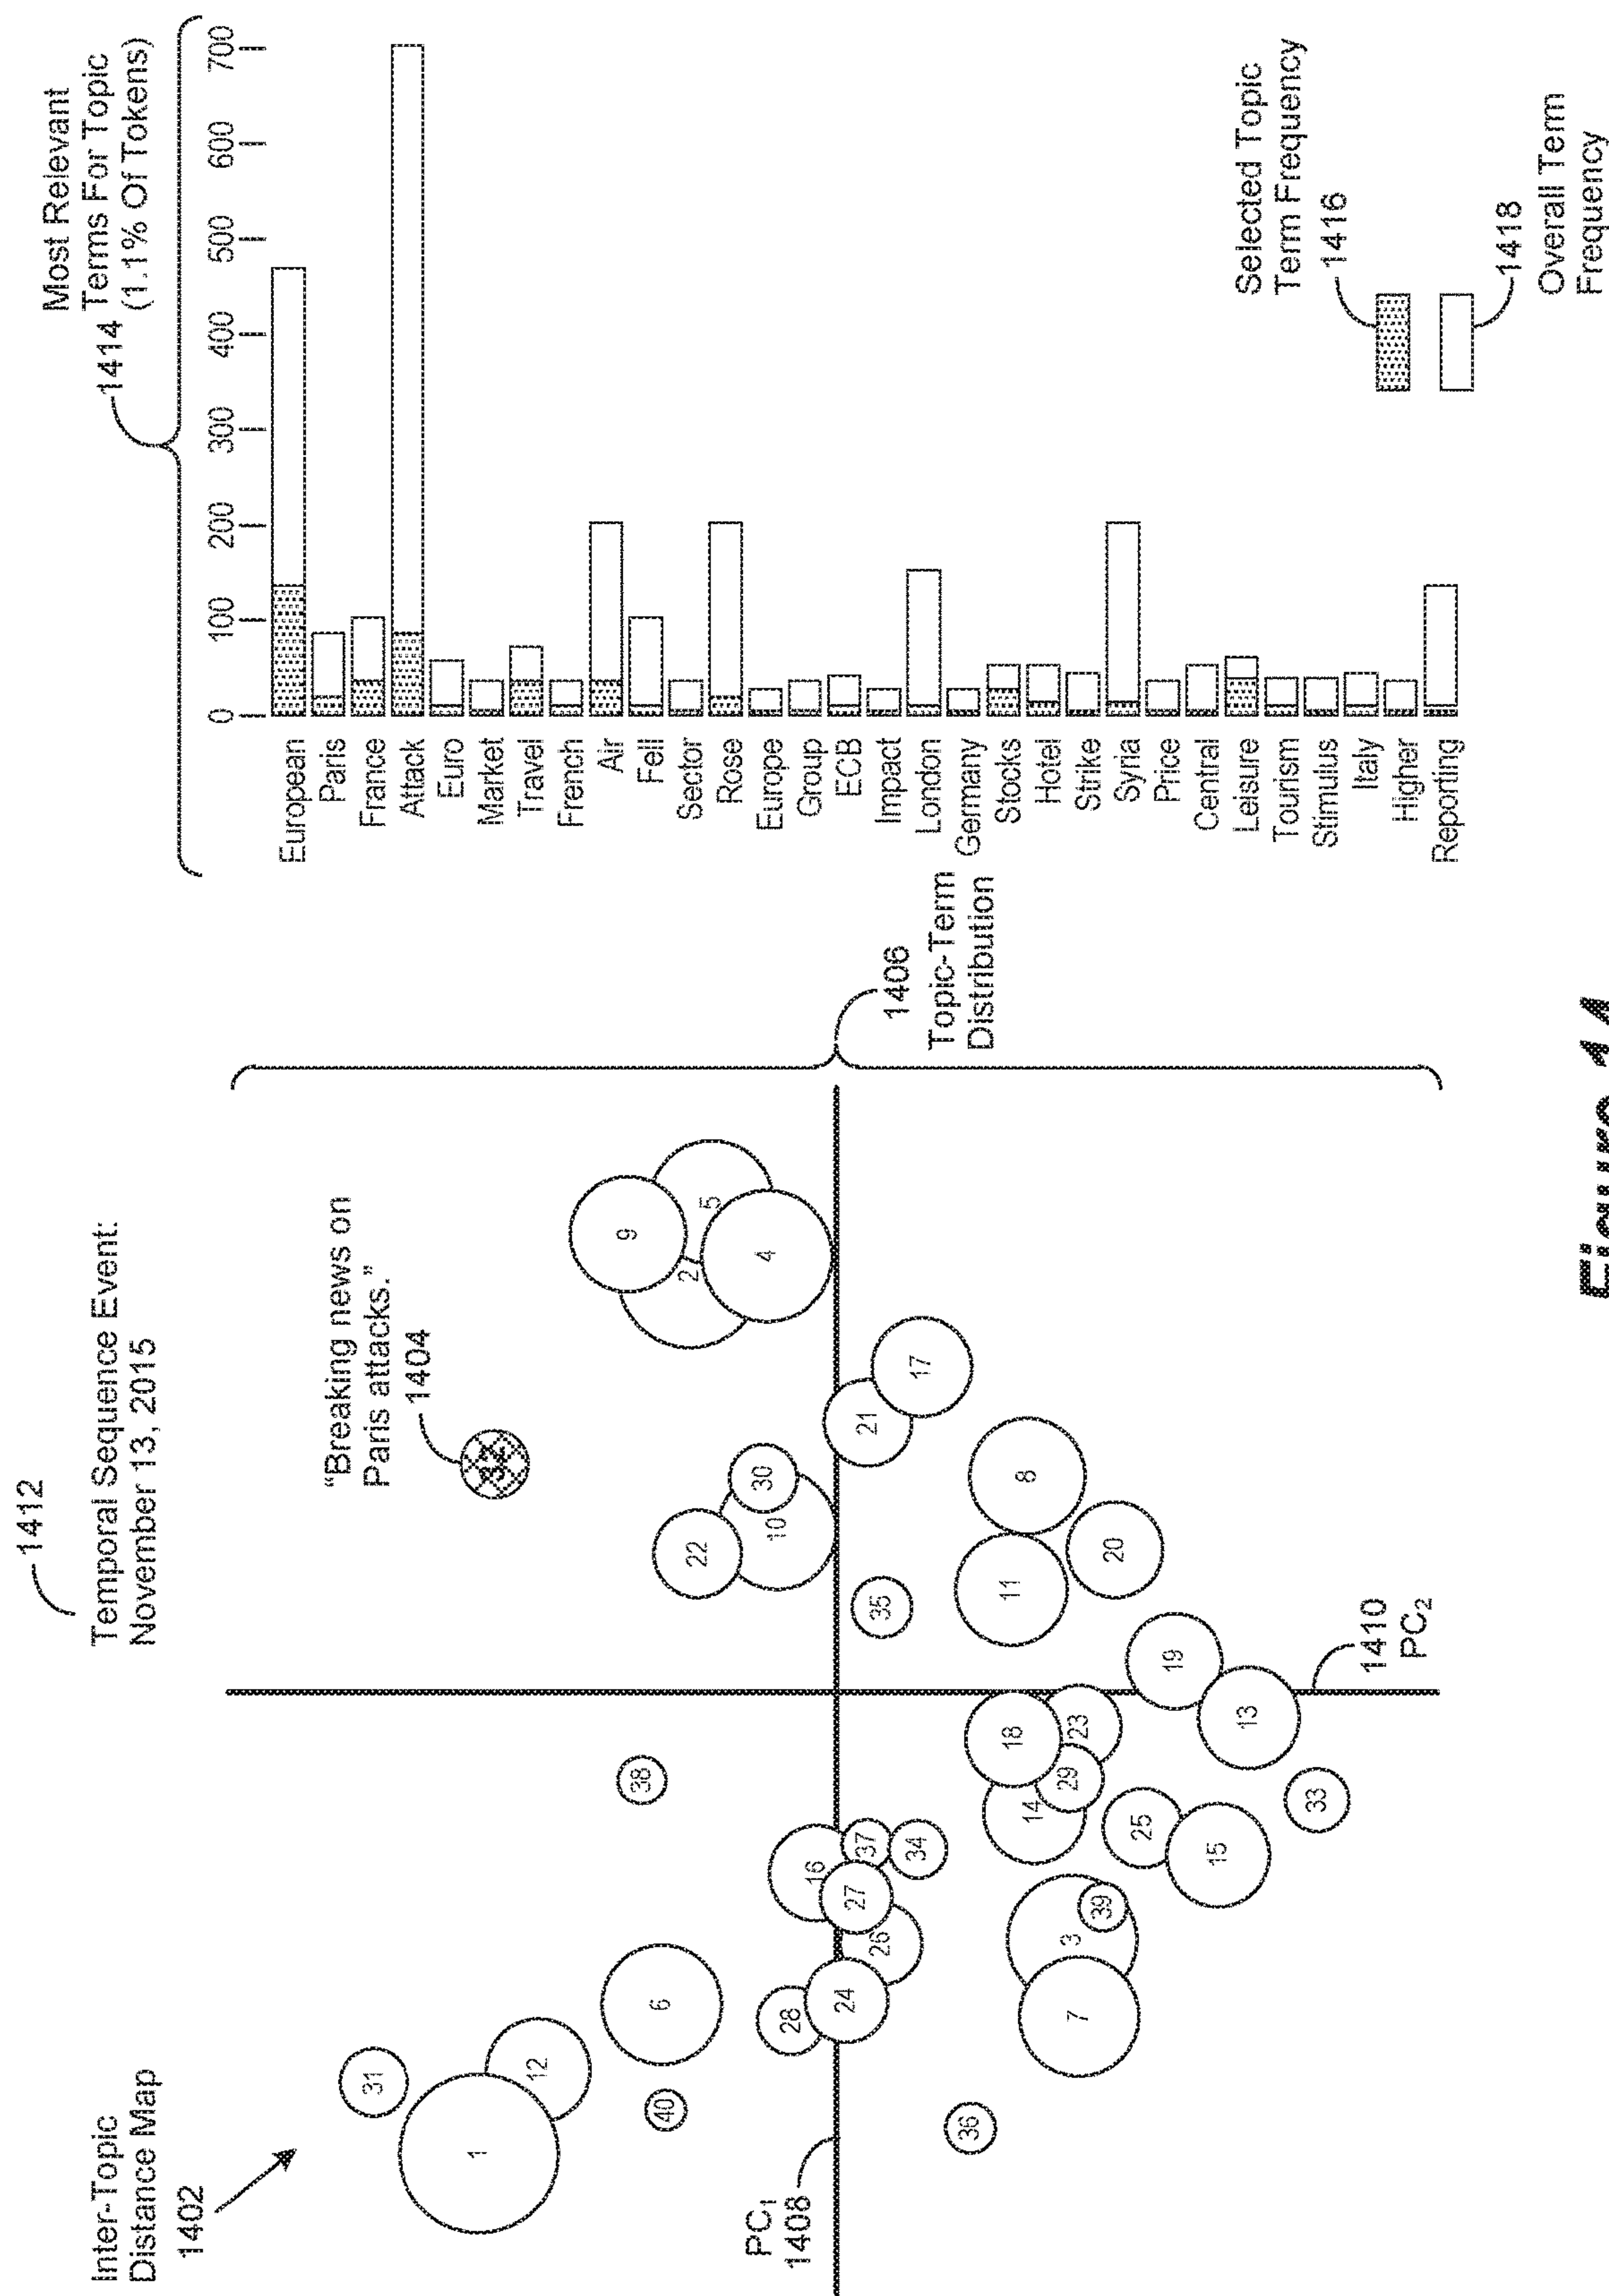 1412
Temporal Sequence Event:
November 13, 2015
Inter-Topic
Distance Map
1402
"Breaking news on
Paris attacks."
1404
32
31
1
12
40
6
38
28
24
16
27
26
37
34
36
7
3
39
14
18
29
23
25
15
33
13
19
35
22
10
30
21
17
11
8
20
9
5
2
4
PC1
1408
1410
PC2
1406
Topic-Term
Distribution
Most Relevant
1414 Terms For Topic
(1.1% Of Tokens)
0 100 200 300 400 500 600 700
European
Paris
France
Attack
Euro
Market
Travel
French
Air
Fell
Sector
Rose
Europe
Group
ECB
Impact
London
Germany
Stocks
Hotel
Strike
Syria
Price
Central
Leisure
Tourism
Stimulus
Italy
Higher
Reporting
Selected Topic
Term Frequency
1416
1418
Overall Term
Frequency
Figure 14